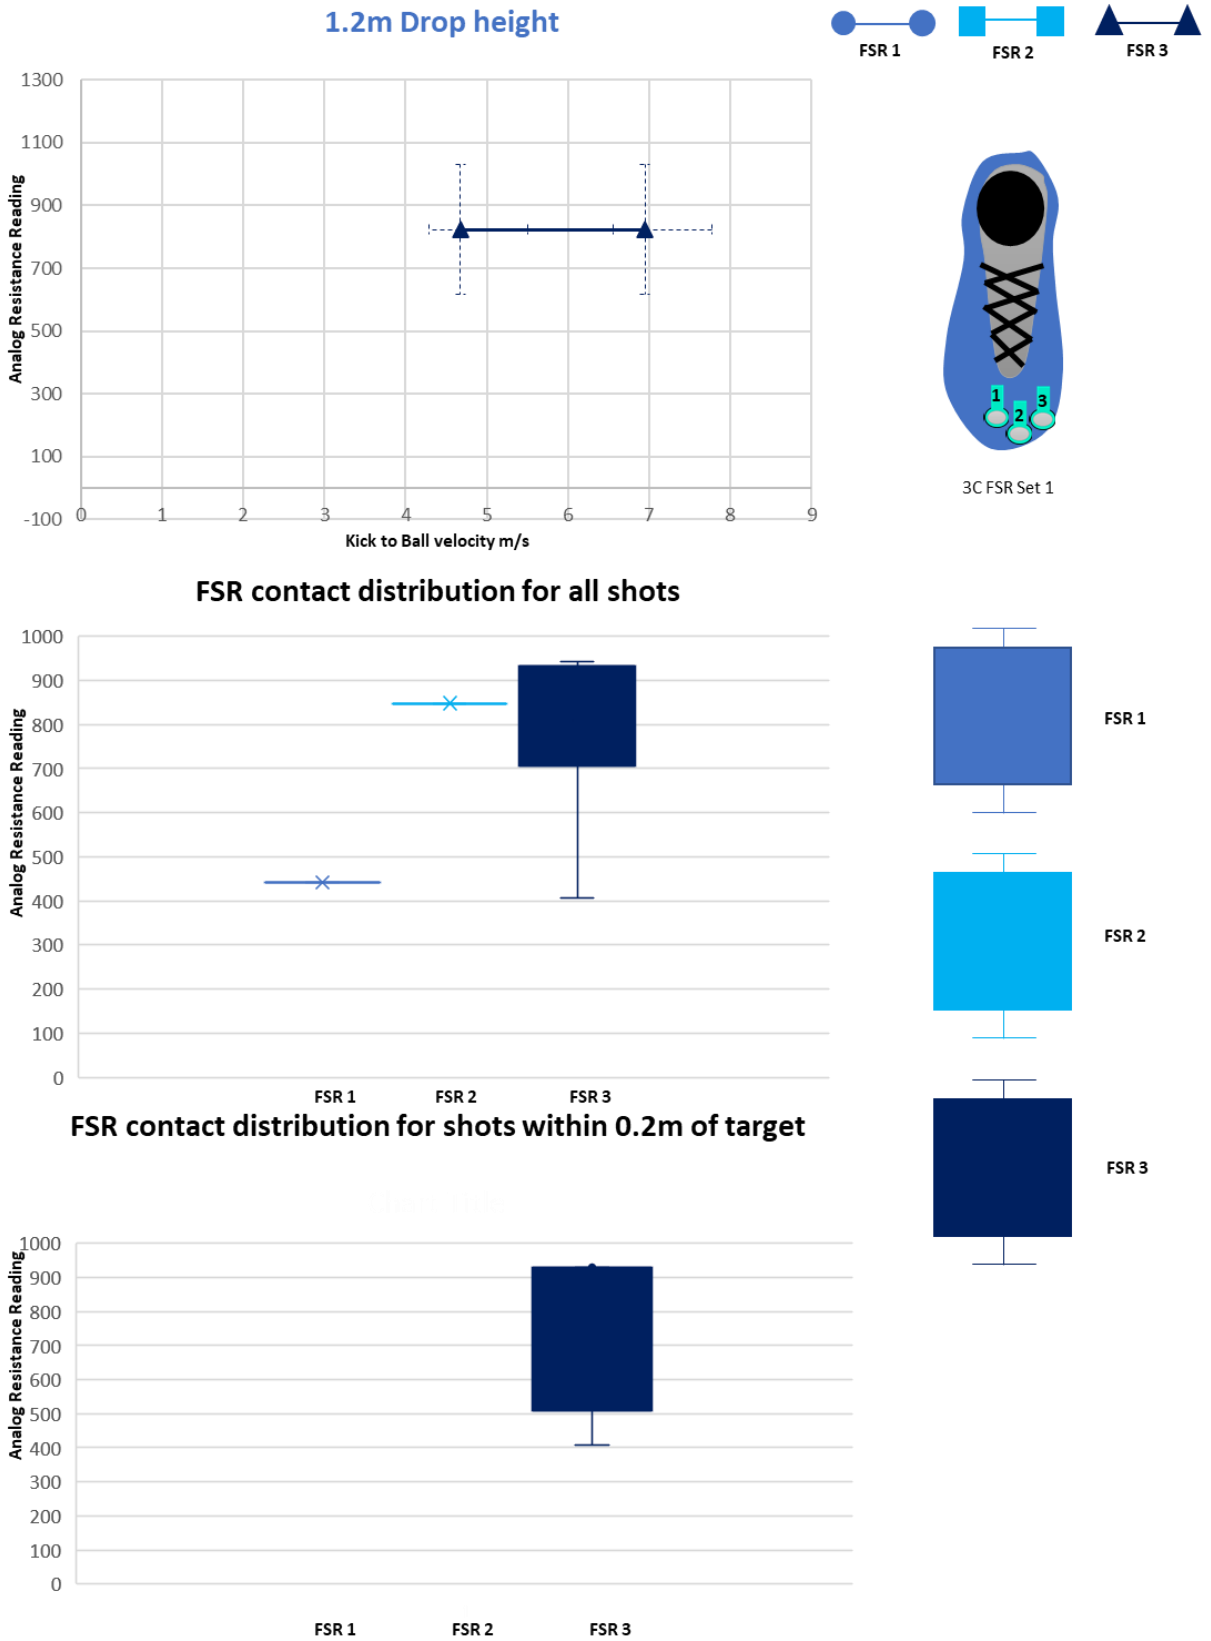 1.2m Drop height
FSR 1
FSR 2
FSR 3
Analog Resistance Reading
1300
1100
900
700
500
300
100
-100
0 1 2 3 4 5 6 7 8 9
Kick to Ball velocity m/s
1
2
3
3C FSR Set 1
FSR contact distribution for all shots
Analog Resistance Reading
1000
900
800
700
600
500
400
300
200
100
0
FSR 1 FSR 2 FSR 3
FSR 1
FSR 2
FSR 3
FSR contact distribution for shots within 0.2m of target
Analog Resistance Reading
1000
900
800
700
600
500
400
300
200
100
0
FSR 1 FSR 2 FSR 3